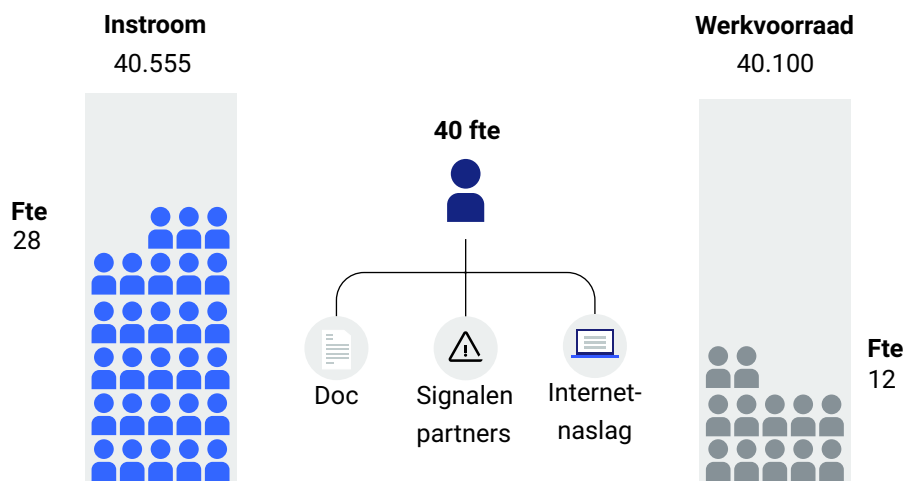 Instroom
40.555
Werkvoorraad
40.100
40 fte
Fte
28
Fte
12
Doc
Signalen
partners
Internet-
naslag